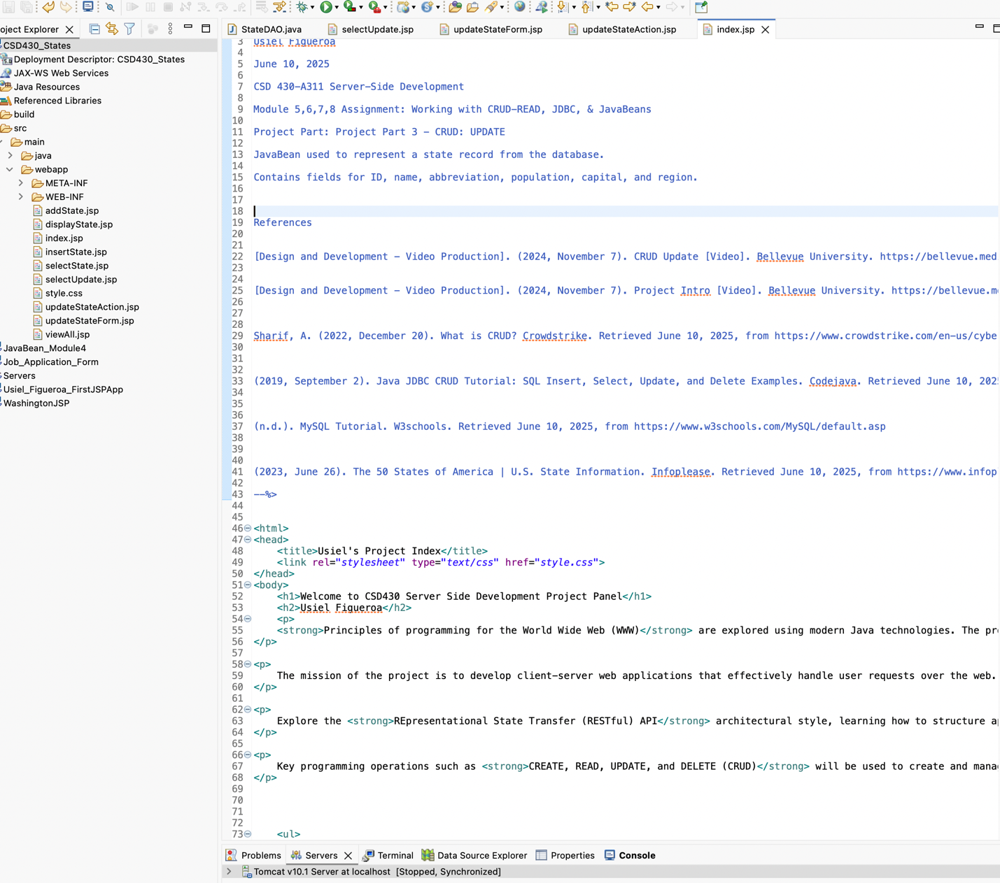 oject Explorer
CSD430_States
Deployment Descriptor: CSD430_States
JAX-WS Web Services
Java Resources
Referenced Libraries
build
src
main
java
webapp
META-INF
WEB-INF
addState.jsp
displayState.jsp
index.jsp
insertState.jsp
selectState.jsp
selectUpdate.jsp
style.css
updateStateAction.jsp
updateStateForm.jsp
viewAll.jsp
JavaBean_Module4
Job_Application_Form
Servers
Usiel_Figueroa_FirstJSPApp
WashingtonJSP
StateDAO.java selectUpdate.jsp updateStateForm.jsp updateStateAction.jsp index.jsp
3 Usiel Figueroa
4
5 June 10, 2025
6
7 CSD 430-A311 Server-Side Development
8
9 Module 5,6,7,8 Assignment: Working with CRUD-READ, JDBC, & JavaBeans
10
11 Project Part: Project Part 3 - CRUD: UPDATE
12
13 JavaBean used to represent a state record from the database.
14
15 Contains fields for ID, name, abbreviation, population, capital, and region.
16
17
18
19 References
20
21
22 [Design and Development - Video Production]. (2024, November 7). CRUD Update [Video]. Bellevue University. https://bellevue.med
23
24
25 [Design and Development - Video Production]. (2024, November 7). Project Intro [Video]. Bellevue University. https://bellevue.m
26
27
28
29 Sharif, A. (2022, December 20). What is CRUD? Crowdstrike. Retrieved June 10, 2025, from https://www.crowdstrike.com/en-us/cybe
30
31
32
33 (2019, September 2). Java JDBC CRUD Tutorial: SQL Insert, Select, Update, and Delete Examples. Codejava. Retrieved June 10, 202
34
35
36
37 (n.d.). MySQL Tutorial. W3schools. Retrieved June 10, 2025, from https://www.w3schools.com/MySQL/default.asp
38
39
40
41 (2023, June 26). The 50 States of America | U.S. State Information. Infoplease. Retrieved June 10, 2025, from https://www.infop
42
43 --%>
44
45
46 <html>
47 <head>
48 <title>Usiel's Project Index</title>
49 <link rel="stylesheet" type="text/css" href="style.css">
50 </head>
51 <body>
52 <h1>Welcome to CSD430 Server Side Development Project Panel</h1>
53 <h2>Usiel Figueroa</h2>
54 <p>
55 <strong>Principles of programming for the World Wide Web (WWW)</strong> are explored using modern Java technologies. The pr
56 </p>
57
58 <p>
59 The mission of the project is to develop client-server web applications that effectively handle user requests over the web.
60 </p>
61
62 <p>
63 Explore the <strong>REpresentational State Transfer (RESTful) API</strong> architectural style, learning how to structure a
64 </p>
65
66 <p>
67 Key programming operations such as <strong>CREATE, READ, UPDATE, and DELETE (CRUD)</strong> will be used to create and mana
68 </p>
69
70
71
72
73 <ul>
Problems Servers Terminal Data Source Explorer Properties Console
Tomcat v10.1 Server at localhost [Stopped, Synchronized]